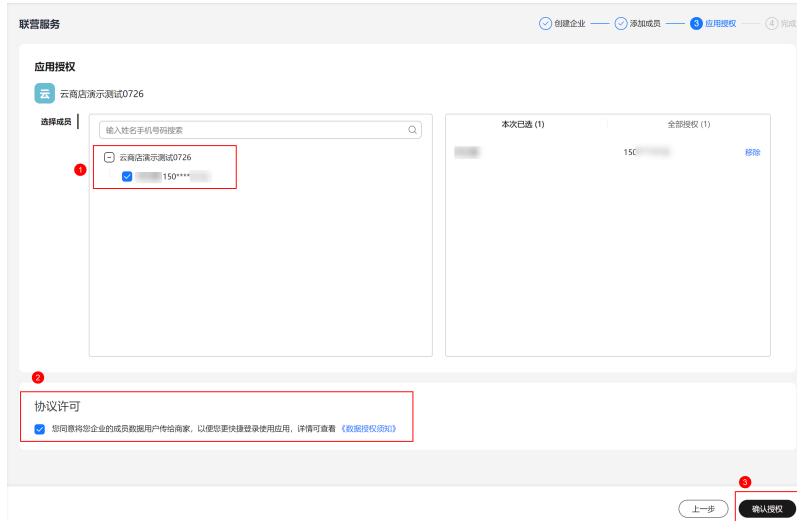 联营服务
创建企业
添加成员
3 应用授权
4 完成
应用授权
云 云商店演示测试0726
选择成员
输入姓名手机号码搜索
本次已选 (1)
全部授权 (1)
1
云商店演示测试0726
150****
150
移除
2
协议许可
您同意将您企业的成员数据用户传给商家，以便您更快捷登录使用应用，详情可查看 《数据授权须知》
3
上一步
确认授权